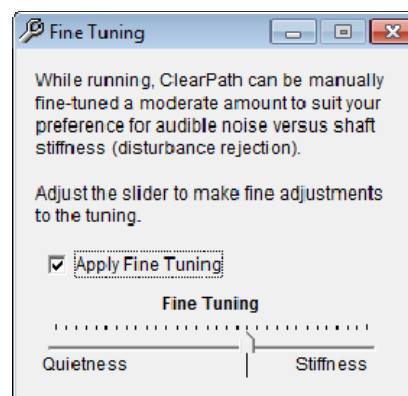 Fine Tuning
While running, ClearPath can be manually
fine-tuned a moderate amount to suit your
preference for audible noise versus shaft
stiffness (disturbance rejection).
Adjust the slider to make fine adjustments
to the tuning.
Apply Fine Tuning
Fine Tuning
Quietness Stiffness